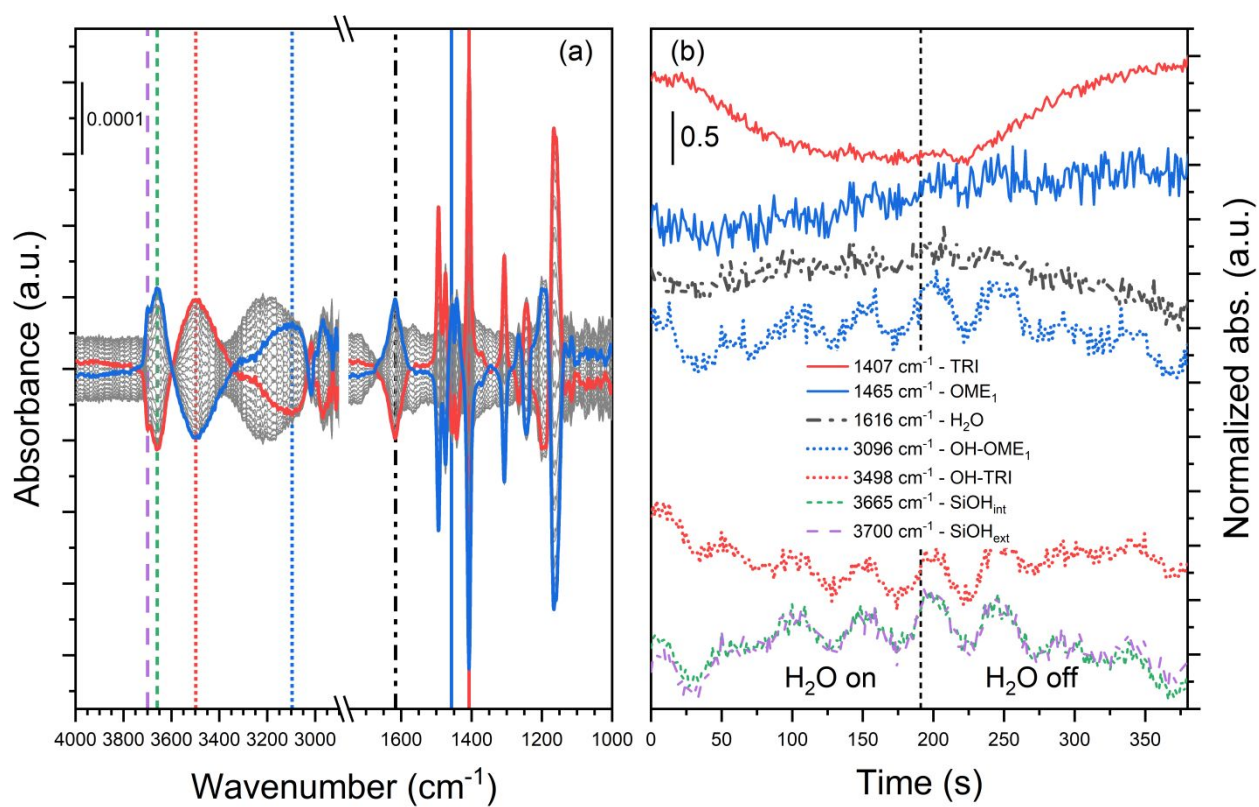 (a)
0.0001
Absorbance (a.u.)
4000 3800 3600 3400 3200 3000 1600 1400 1200 1000
Wavenumber (cm⁻¹)
(b)
0.5
1407 cm⁻¹ - TRI
1465 cm⁻¹ - OME₁
1616 cm⁻¹ - H₂O
3096 cm⁻¹ - OH-OME₁
3498 cm⁻¹ - OH-TRI
3665 cm⁻¹ - SiOHᵢₙₜ
3700 cm⁻¹ - SiOHₑₓₜ
H₂O on
H₂O off
0 50 100 150 200 250 300 350
Time (s)
Normalized abs. (a.u.)